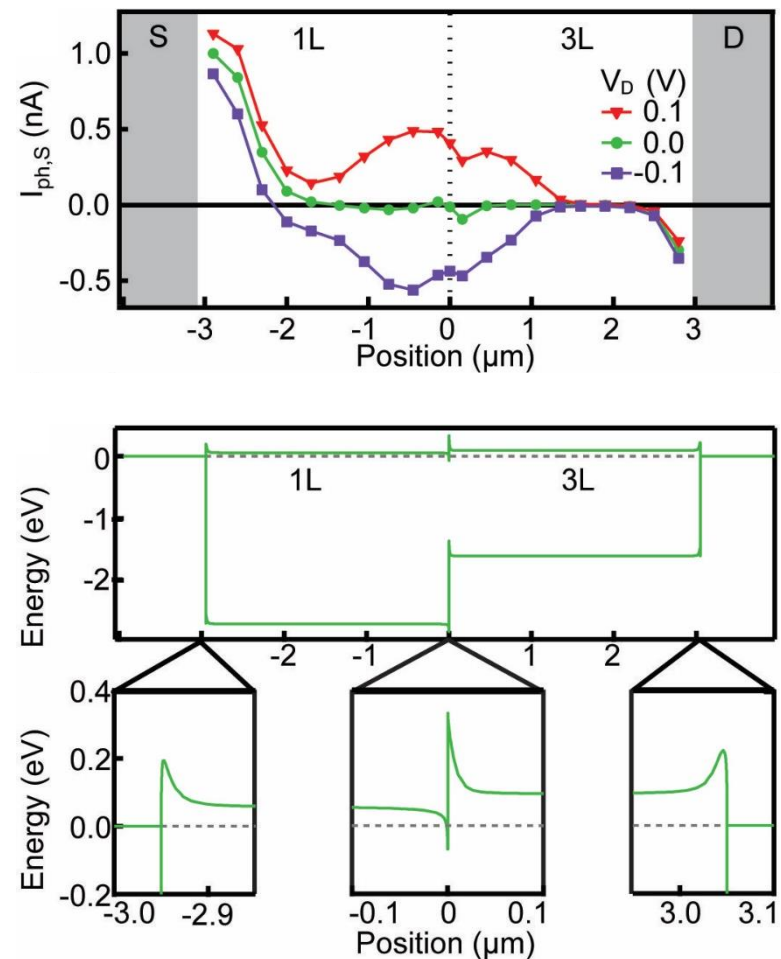 S 1L 3L D
V_D (V)
0.1
0.0
-0.1
1.0
0.5
0.0
-0.5
I_ph,S (nA)
-3 -2 -1 0 1 2 3
Position (μm)
0
-1
-2
Energy (eV)
1L 3L
-2 -1 0 1 2
0.4
0.2
0.0
-0.2
Energy (eV)
-3.0 -2.9 -0.1 0 0.1 3.0 3.1
Position (μm)